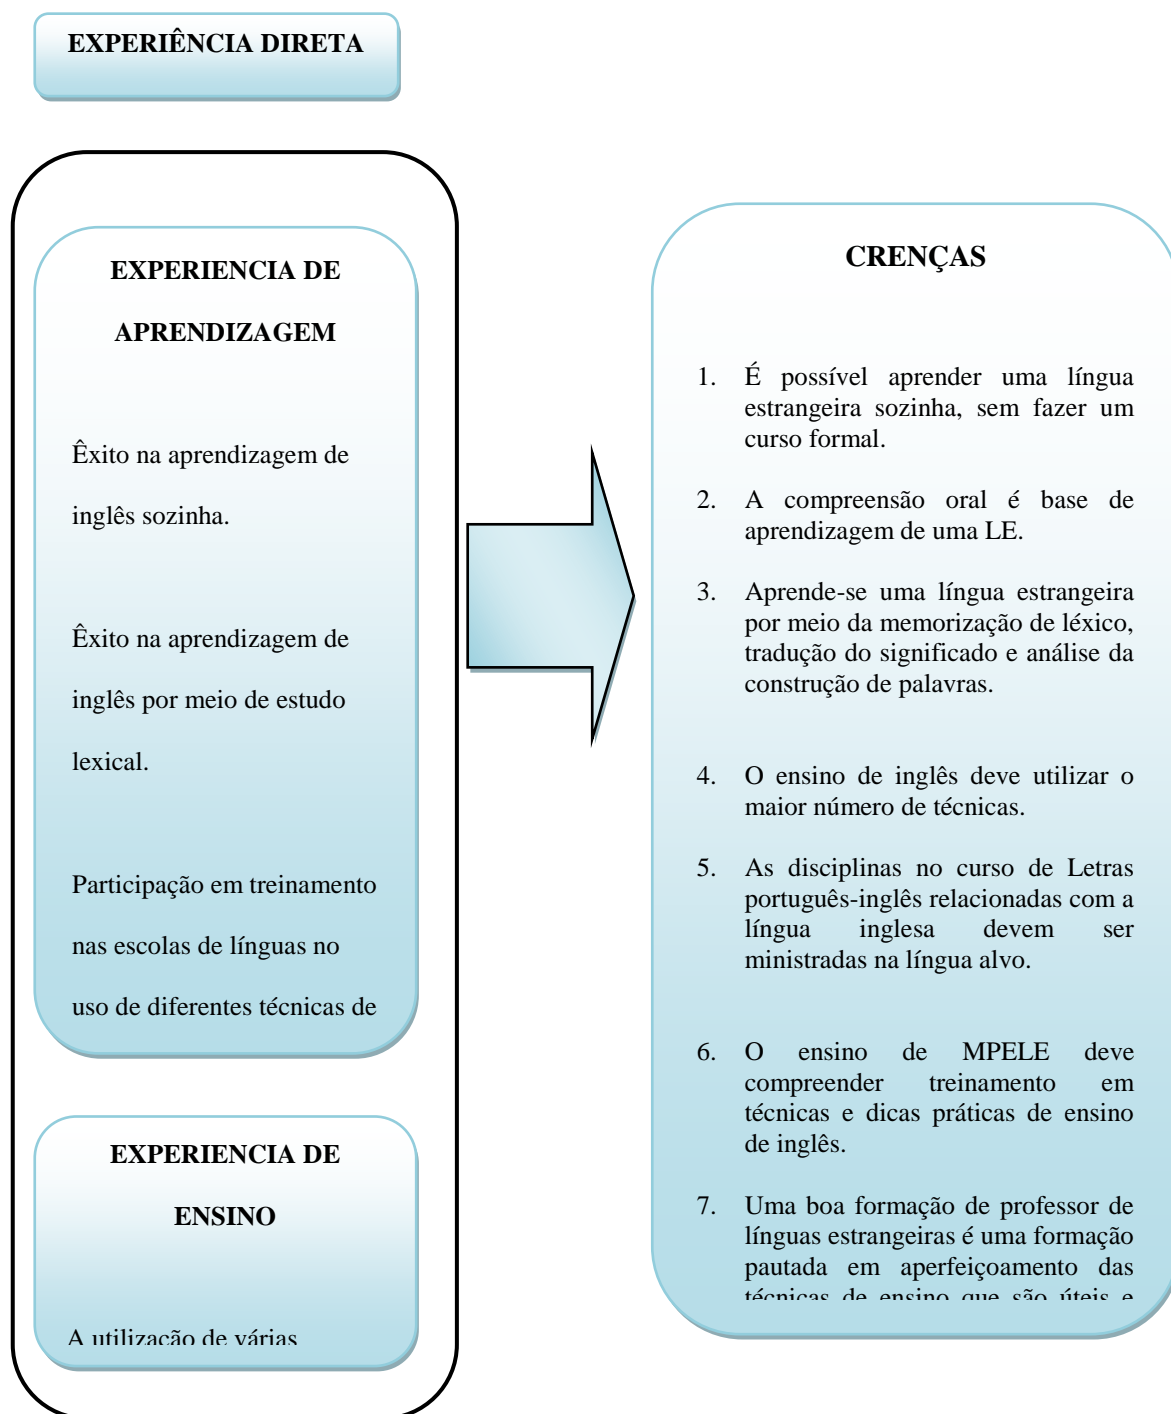 EXPERIÊNCIA DIRETA
EXPERIENCIA DE
APRENDIZAGEM
Êxito na aprendizagem de
inglês sozinha.
Êxito na aprendizagem de
inglês por meio de estudo
lexical.
Participação em treinamento
nas escolas de línguas no
uso de diferentes técnicas de
EXPERIENCIA DE
ENSINO
A utilização de várias
CRENÇAS
1. É possível aprender uma língua
estrangeira sozinha, sem fazer um
curso formal.
2. A compreensão oral é base de
aprendizagem de uma LE.
3. Aprende-se uma língua estrangeira
por meio da memorização de léxico,
tradução do significado e análise da
construção de palavras.
4. O ensino de inglês deve utilizar o
maior número de técnicas.
5. As disciplinas no curso de Letras
português-inglês relacionadas com a
língua inglesa devem ser
ministradas na língua alvo.
6. O ensino de MPELE deve
compreender treinamento em
técnicas e dicas práticas de ensino
de inglês.
7. Uma boa formação de professor de
línguas estrangeiras é uma formação
pautada em aperfeiçoamento das
técnicas de ensino que são úteis e